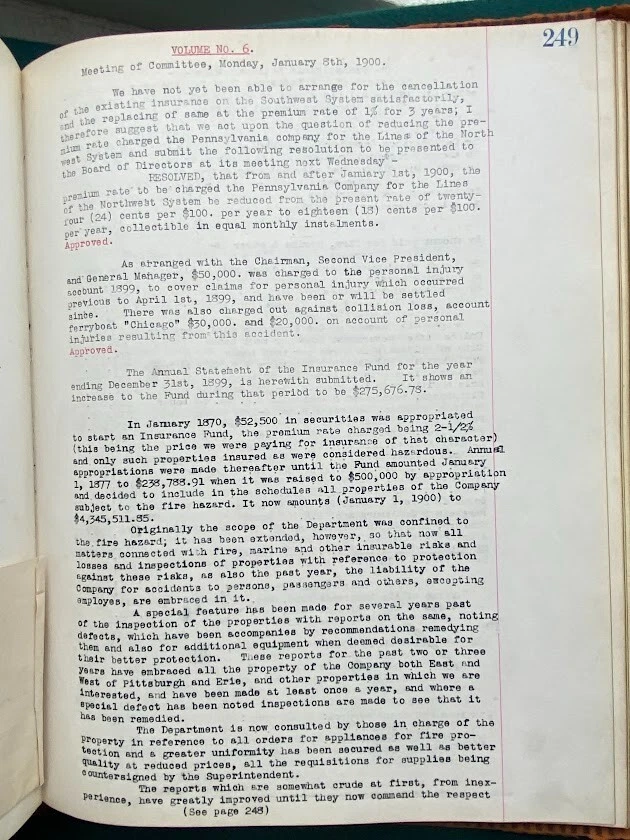 249
VOLUME NO. 6.
Meeting of Committee, Monday, January 8th, 1900.
We have not yet been able to arrange for the cancellation
of the existing insurance on the Southwest System satisfactorily,
and the replacing of same at the premium rate of 1% for 3 years; I
therefore suggest that we act upon the question of reducing the pre-
mium rate charged the Pennsylvania company for the Lines of the North
west System and submit the following resolution to be presented to
the Board of Directors at its meeting next Wednesday -
RESOLVED, that from and after January 1st, 1900, the
premium rate to be charged the Pennsylvania Company for the Lines
of the Northwest System be reduced from the present rate of twenty-
four (24) cents per $100. per year to eighteen (18) cents per $100.
per year, collectible in equal monthly instalments.
Approved.
As arranged with the Chairman, Second Vice President,
and General Manager, $50,000. was charged to the personal injury
account 1899, to cover claims for personal injury which occurred
previous to April 1st, 1899, and have been or will be settled
since. There was also charged out against collision loss, account
ferryboat "Chicago" $30,000. and $20,000. on account of personal
injuries resulting from this accident.
Approved.
The Annual Statement of the Insurance Fund for the year
ending December 31st, 1899, is herewith submitted. It shows an
increase to the Fund during that period to be $275,676.78.
In January 1870, $52,500 in securities was appropriated
to start an Insurance Fund, the premium rate charged being 2-1/2%
(this being the price we were paying for insurance of that character)
and only such properties insured as were considered hazardous. Annual
appropriations were made thereafter until the Fund amounted January
1, 1877 to $238,788.91 when it was raised to $500,000 by appropriation
and decided to include in the schedules all properties of the Company
subject to the fire hazard. It now amounts (January 1, 1900) to
$4,345,511.85.
Originally the scope of the Department was confined to
the fire hazard; it has been extended, however, so that now all
matters connected with fire, marine and other insurable risks and
losses and inspections of properties with reference to protection
against these risks, as also the past year, the liability of the
Company for accidents to persons, passengers and others, excepting
employes, are embraced in it.
A special feature has been made for several years past
of the inspection of the properties with reports on the same, noting
defects, which have been accompanies by recommendations remedying
them and also for additional equipment when deemed desirable for
their better protection. These reports for the past two or three
years have embraced all the property of the Company both East and
West of Pittsburgh and Erie, and other properties in which we are
interested, and have been made at least once a year, and where a
special defect has been noted inspections are made to see that it
has been remedied.
The Department is now consulted by those in charge of the
property in reference to all orders for appliances for fire pro-
tection and a greater uniformity has been secured as well as better
quality at reduced prices, all the requisitions for supplies being
countersigned by the Superintendent.
The reports which are somewhat crude at first, from inex-
perience, have greatly improved until they now command the respect
(See page 248)